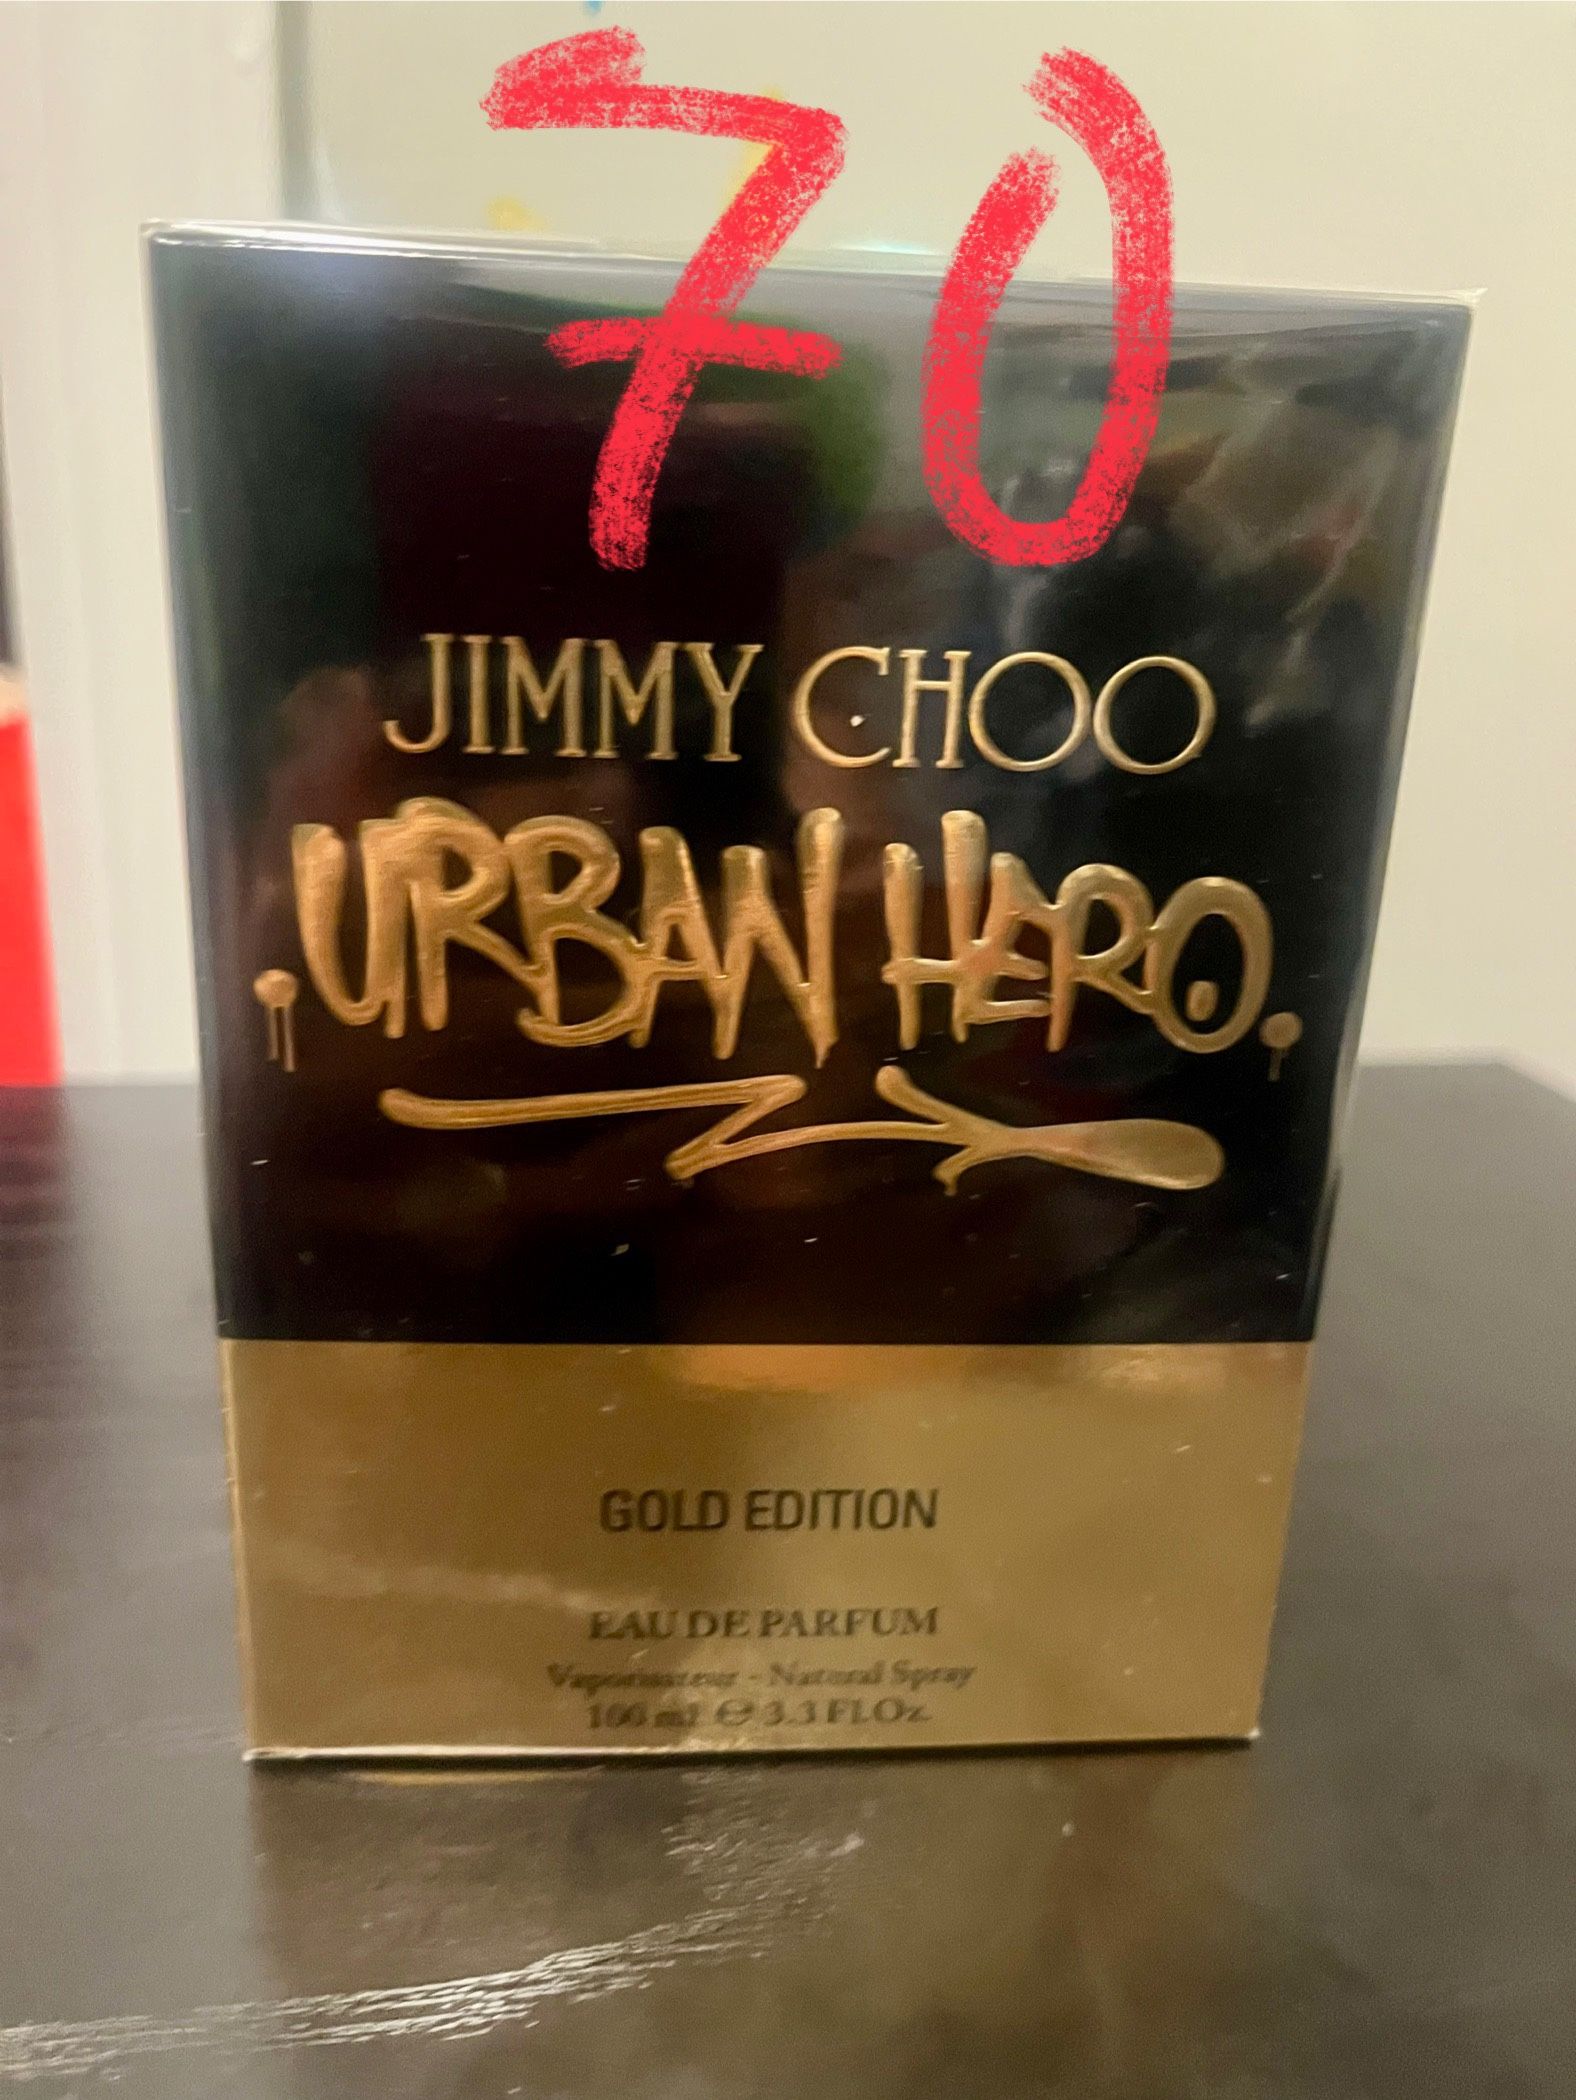 70
JIMMY CHOO
.URBAN HERO.
GOLD EDITION
EAU DE PARFUM
Vaporisateur - Natural Spray
100 ml ℮ 3.3 Fl.Oz.